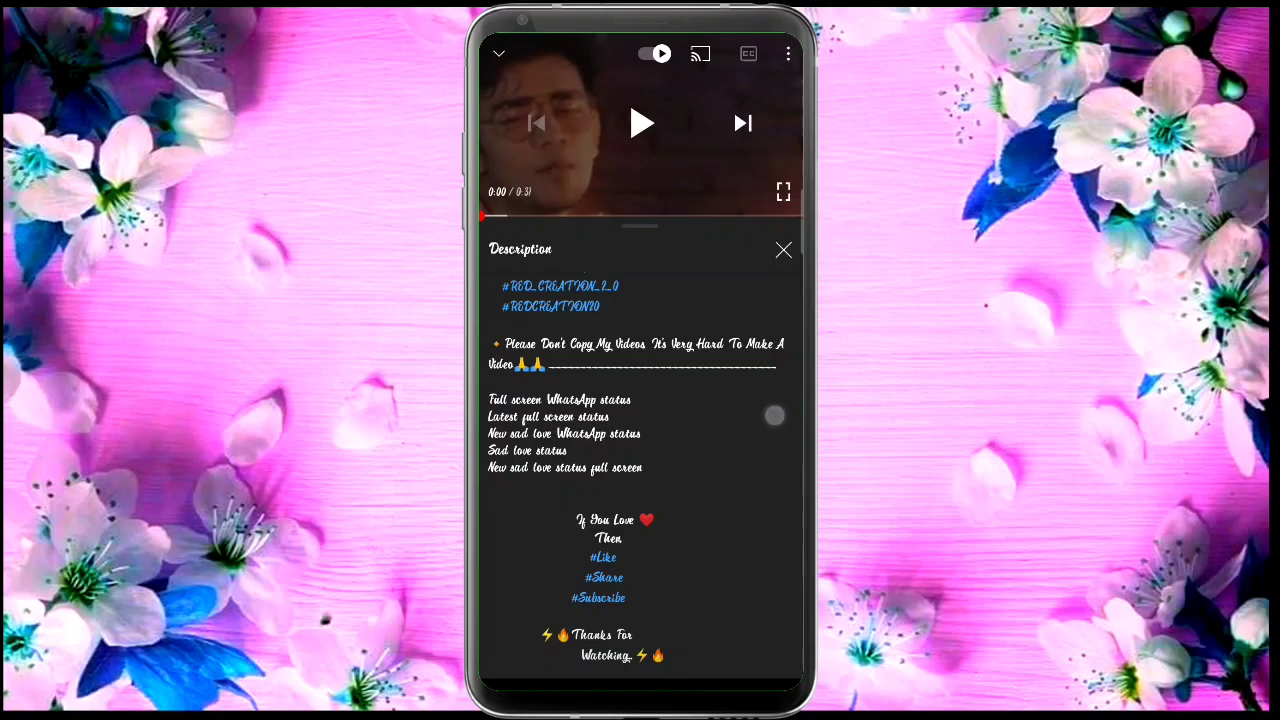 CC
0:00 / 0:31
Description
#RED_CREATION_2_0
#REDCREATION20
🔸Please Don't Copy My Videos It's Very Hard To Make A
Video🙏🙏 ____________________________________
Full screen WhatsApp status
Latest full screen status
New sad love WhatsApp status
Sad love status
New sad love status full screen
If You Love ❤️
Then
#Like
#Share
#Subscribe
⚡🔥Thanks For
Watching..⚡🔥